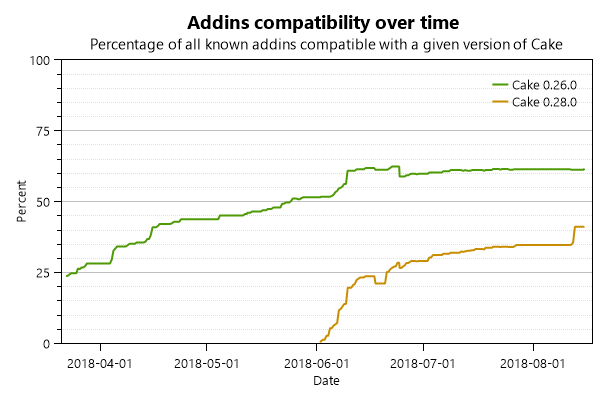 Addins compatibility over time
Percentage of all known addins compatible with a given version of Cake
100
Cake 0.26.0
Cake 0.28.0
75
50
25
0
Percent
2018-04-01 2018-05-01 2018-06-01 2018-07-01 2018-08-01
Date